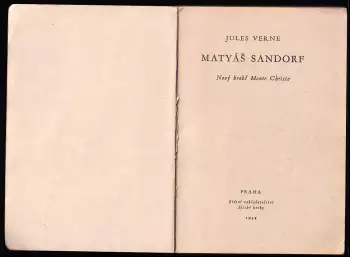 JULES VERNE
MATYÁŠ SANDORF
Nový hrabě Monte Christo
PRAHA
Státní nakladatelství
dětské knihy